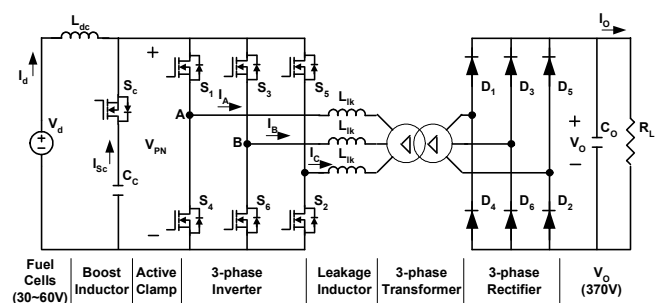 L_dc
I_d
V_d
S_c
I_Sc
C_C
+
V_PN
−
S_1
S_3
S_5
A
I_A
B
I_B
I_C
S_4
S_6
S_2
L_lk
L_lk
L_lk
D_1
D_3
D_5
D_4
D_6
D_2
I_O
+
V_O
−
C_O
R_L
+
−
Fuel Cells (30~60V)
Boost Inductor
Active Clamp
3-phase Inverter
Leakage Inductor
3-phase Transformer
3-phase Rectifier
V_O (370V)